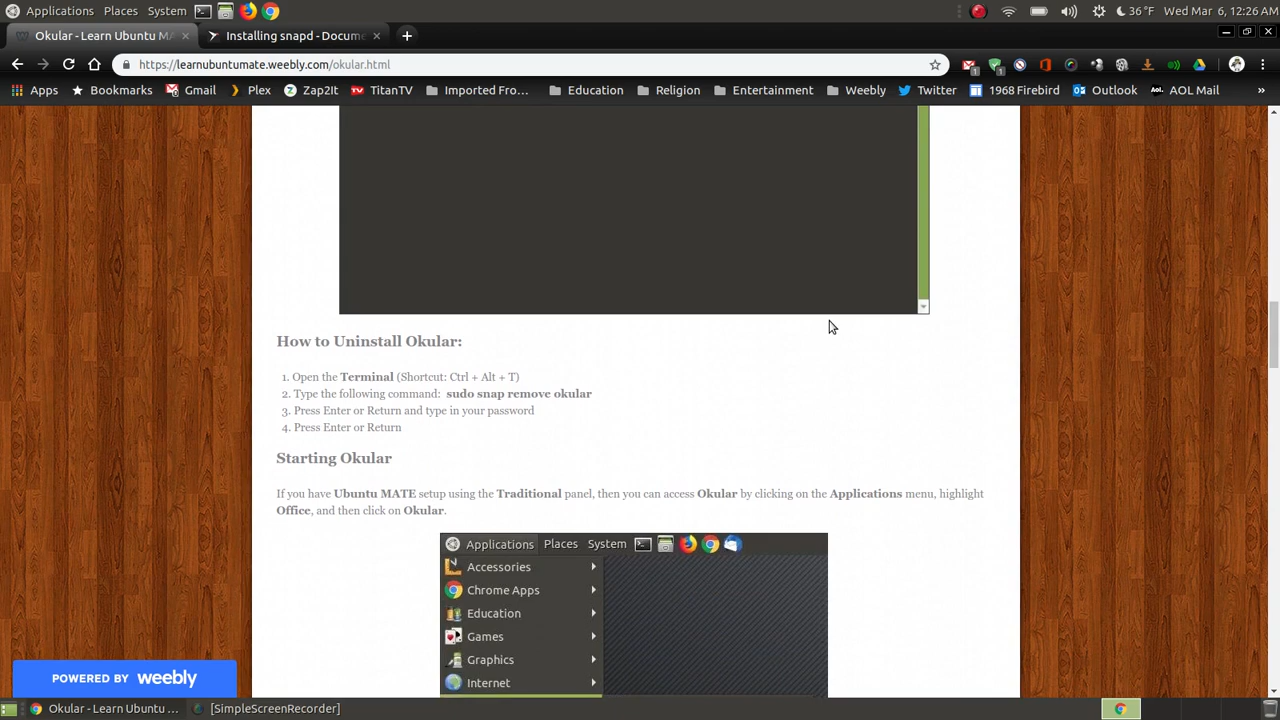 Applications Places System 36 °F Wed Mar 6, 12:26 AM
Okular - Learn Ubuntu MA Installing snapd - Docume
https://learnubuntumate.weebly.com/okular.html 1 1
Apps Bookmarks Gmail Plex Zap2It TitanTV Imported Fro... Education Religion Entertainment Weebly Twitter 1968 Firebird Outlook Aol. AOL Mail »
How to Uninstall Okular:
1. Open the Terminal (Shortcut: Ctrl + Alt + T)
2. Type the following command: sudo snap remove okular
3. Press Enter or Return and type in your password
4. Press Enter or Return
Starting Okular
If you have Ubuntu MATE setup using the Traditional panel, then you can access Okular by clicking on the Applications menu, highlight
Office, and then click on Okular.
Applications Places System
Accessories
Chrome Apps
Education
Games
Graphics
Internet
POWERED BY weebly
Okular - Learn Ubuntu MATE ... [SimpleScreenRecorder]